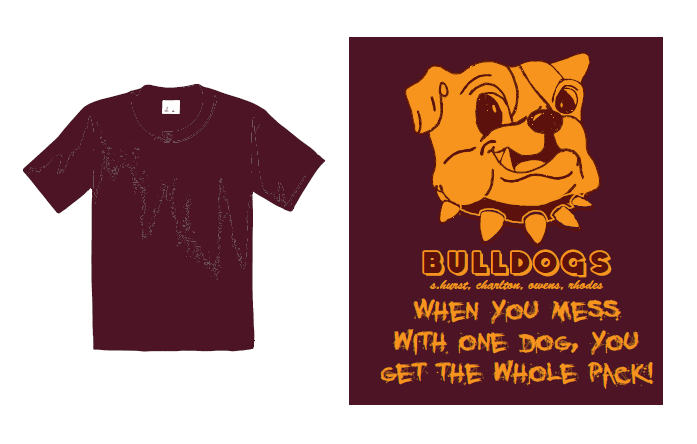 BULLDOGS
s.hurst, charlton, owens, rhodes
WHEN YOU MESS
WITH ONE DOG, YOU
GET THE WHOLE PACK!